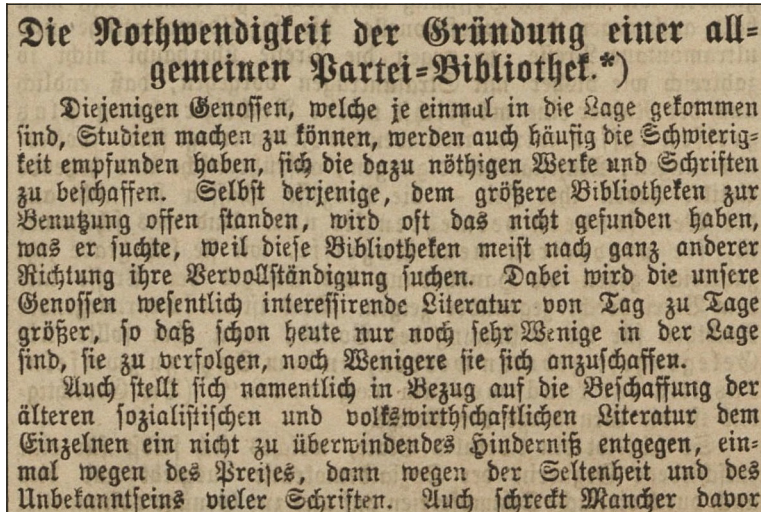 Die Nothwendigkeit der Gründung einer all-
gemeinen Partei-Bibliothek.*)
Diejenigen Genossen, welche je einmal in die Lage gekommen
sind, Studien machen zu können, werden auch häufig die Schwierig-
keit empfunden haben, sich die dazu nöthigen Werke und Schriften
zu beschaffen. Selbst derjenige, dem größere Bibliotheken zur
Benutzung offen standen, wird oft das nicht gefunden haben,
was er suchte, weil diese Bibliotheken meist nach ganz anderer
Richtung ihre Vervollständigung suchen. Dabei wird die unsere
Genossen wesentlich interessirende Literatur von Tag zu Tage
größer, so daß schon heute nur noch sehr Wenige in der Lage
sind, sie zu verfolgen, noch Wenigere sie sich anzuschaffen.
Auch stellt sich namentlich in Bezug auf die Beschaffung der
älteren sozialistischen und volkswirthschaftlichen Literatur dem
Einzelnen ein nicht zu überwindendes Hinderniß entgegen, ein-
mal wegen des Preises, dann wegen der Seltenheit und des
Unbekanntseins vieler Schriften. Auch schreckt Mancher davor